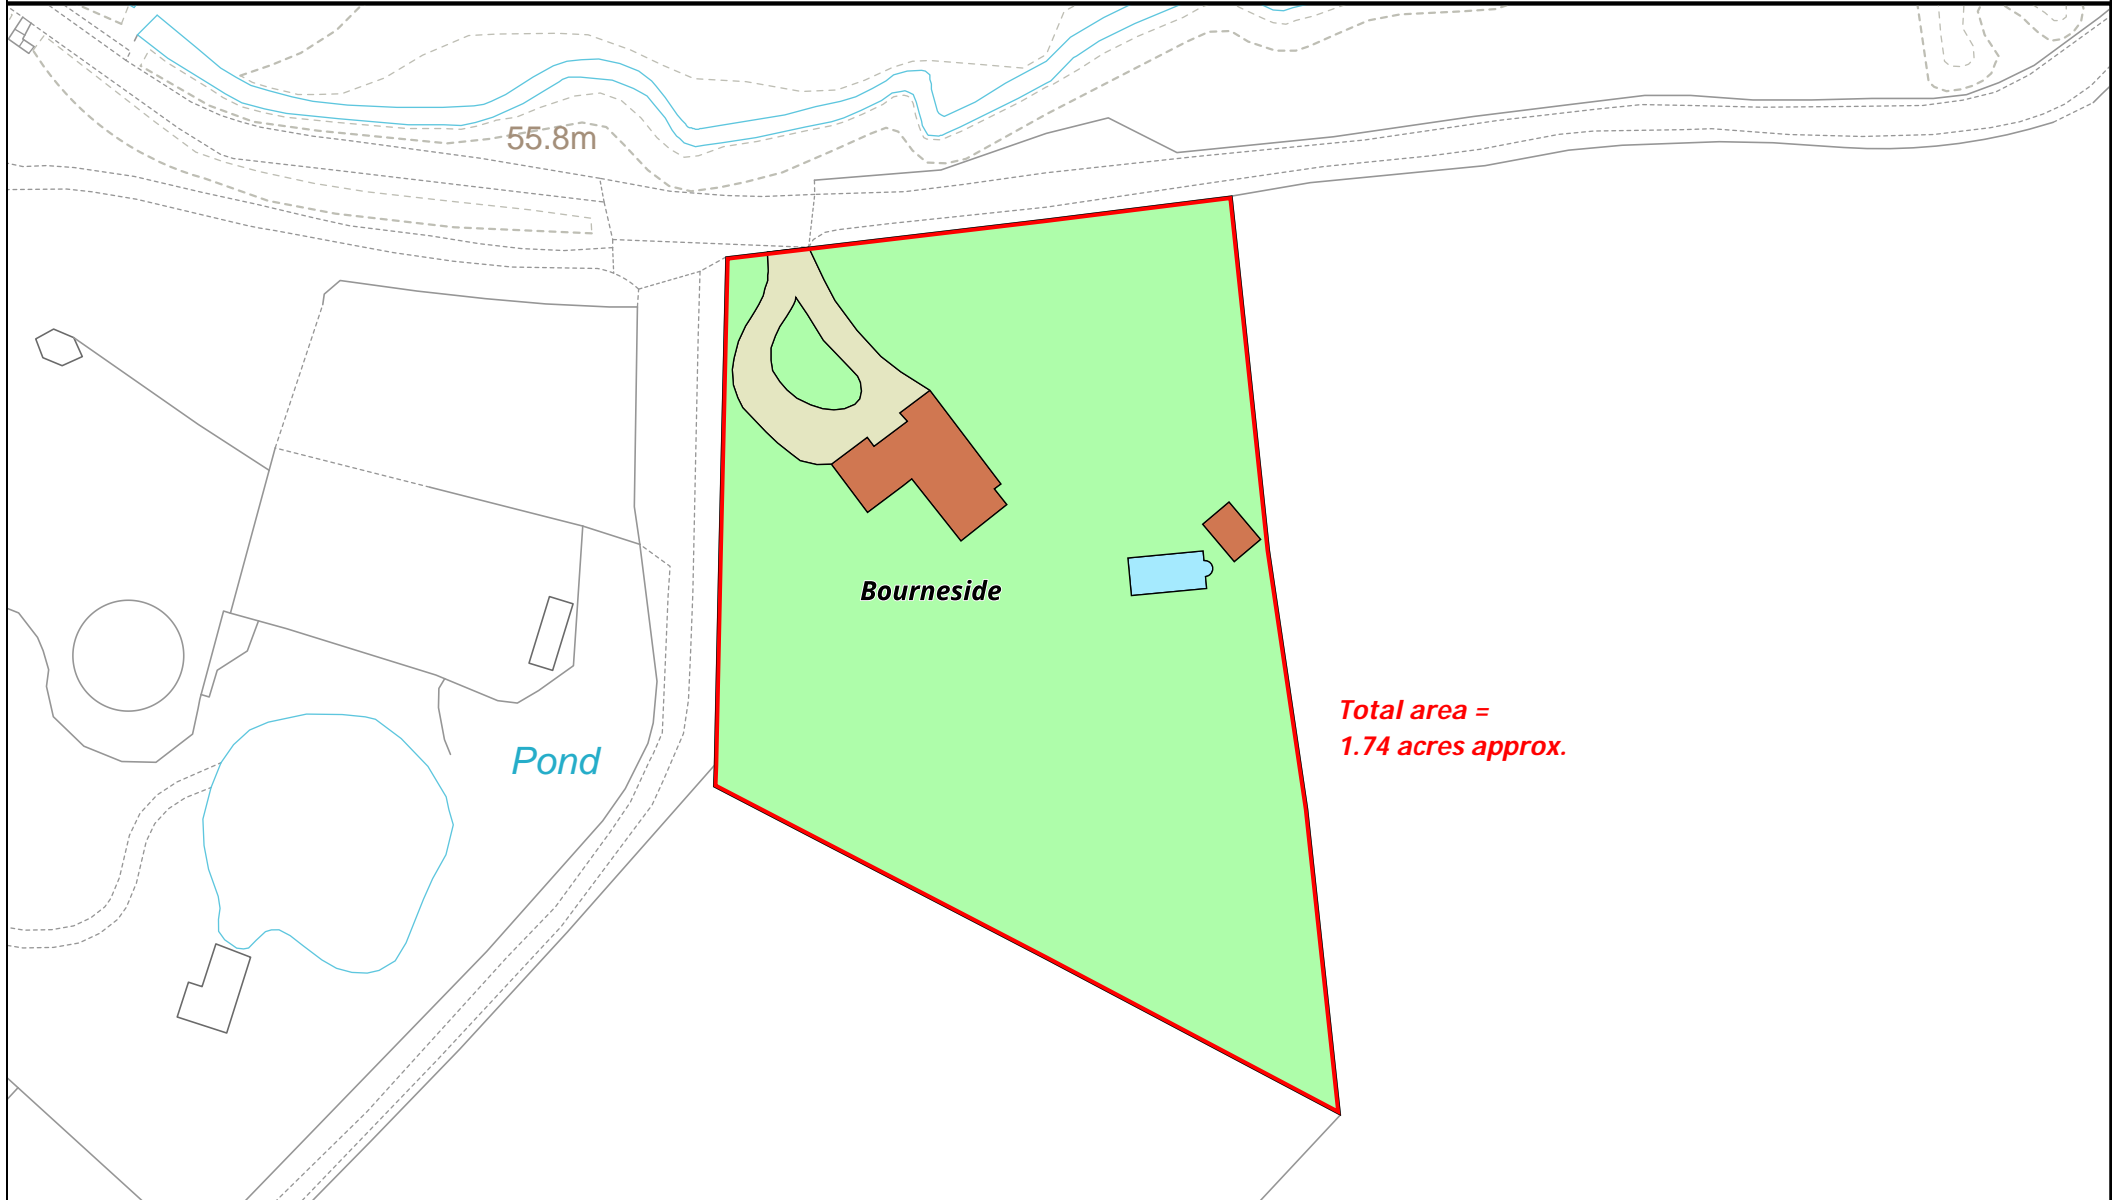 55.8m
Bourneside
Total area =
1.74 acres approx.
Pond